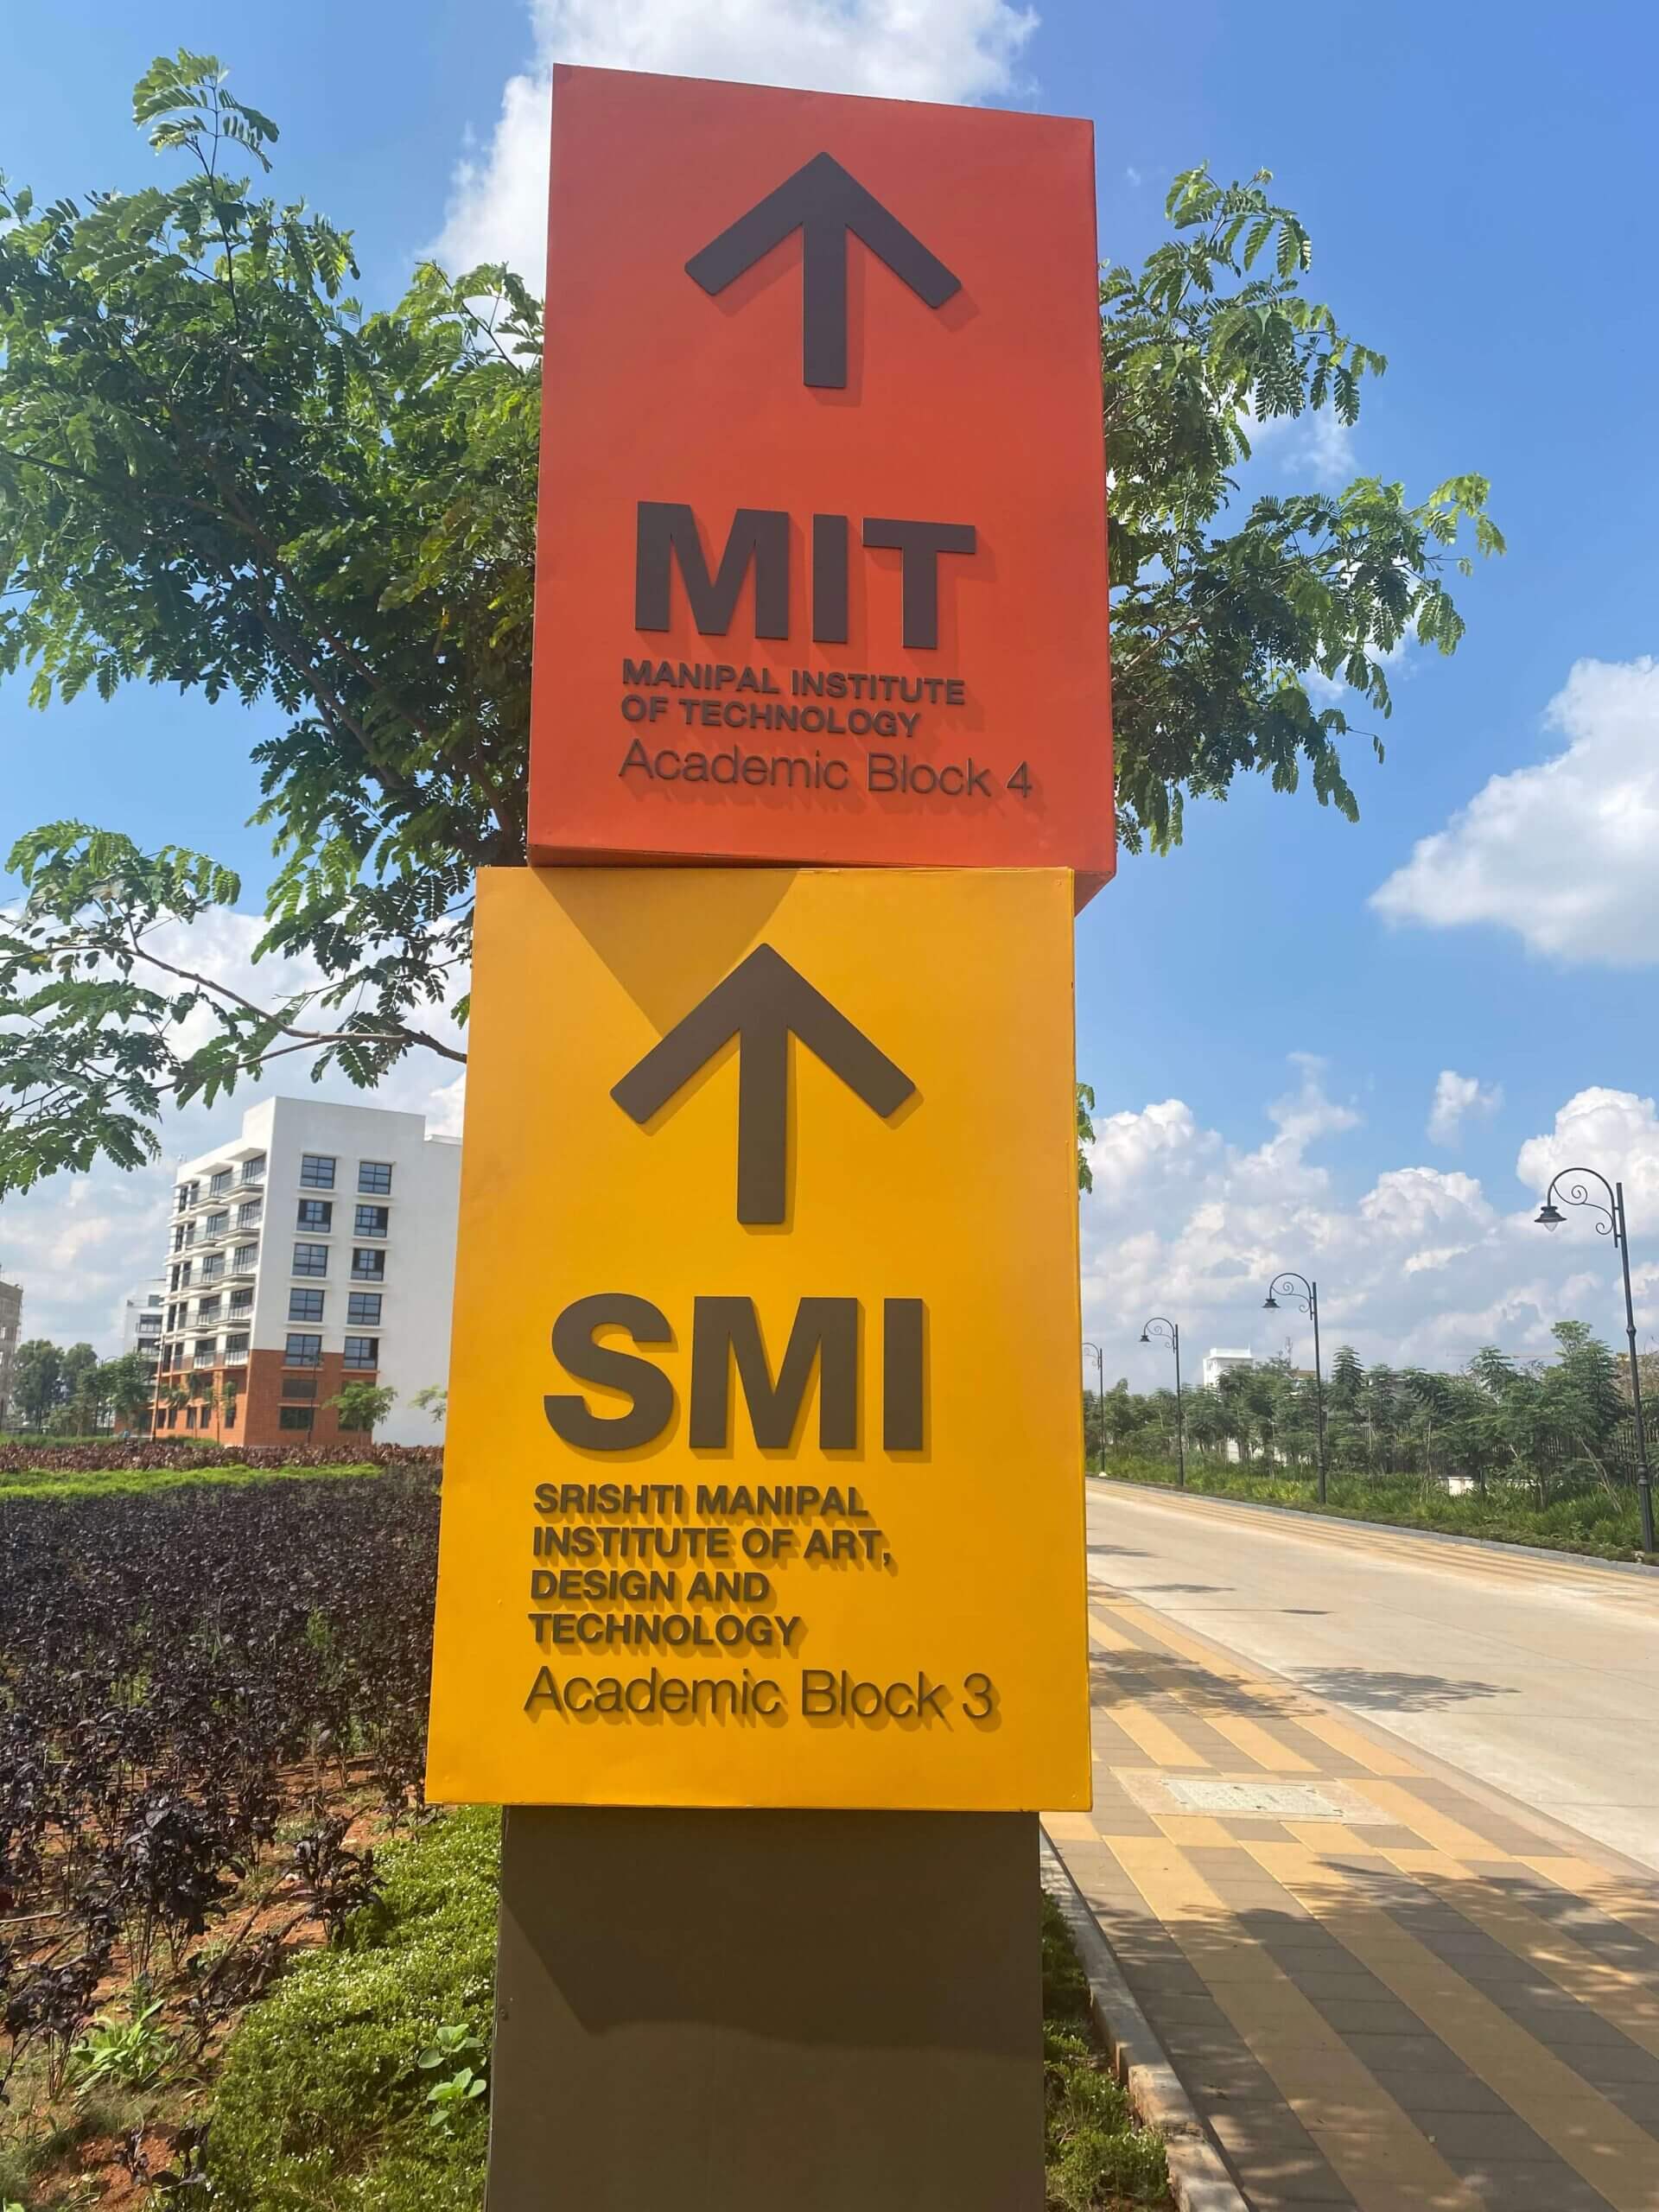 MIT
MANIPAL INSTITUTE
OF TECHNOLOGY
Academic Block 4
SMI
SRISHTI MANIPAL
INSTITUTE OF ART,
DESIGN AND
TECHNOLOGY
Academic Block 3